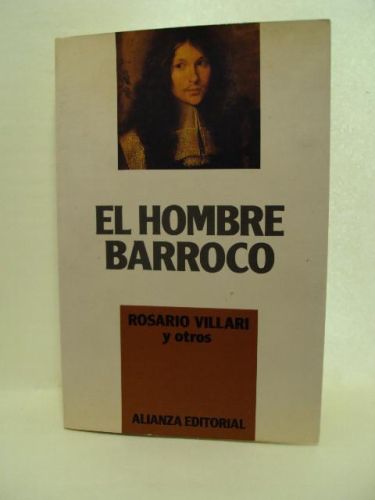 EL HOMBRE
BARROCO
ROSARIO VILLARI
y otros
ALIANZA EDITORIAL